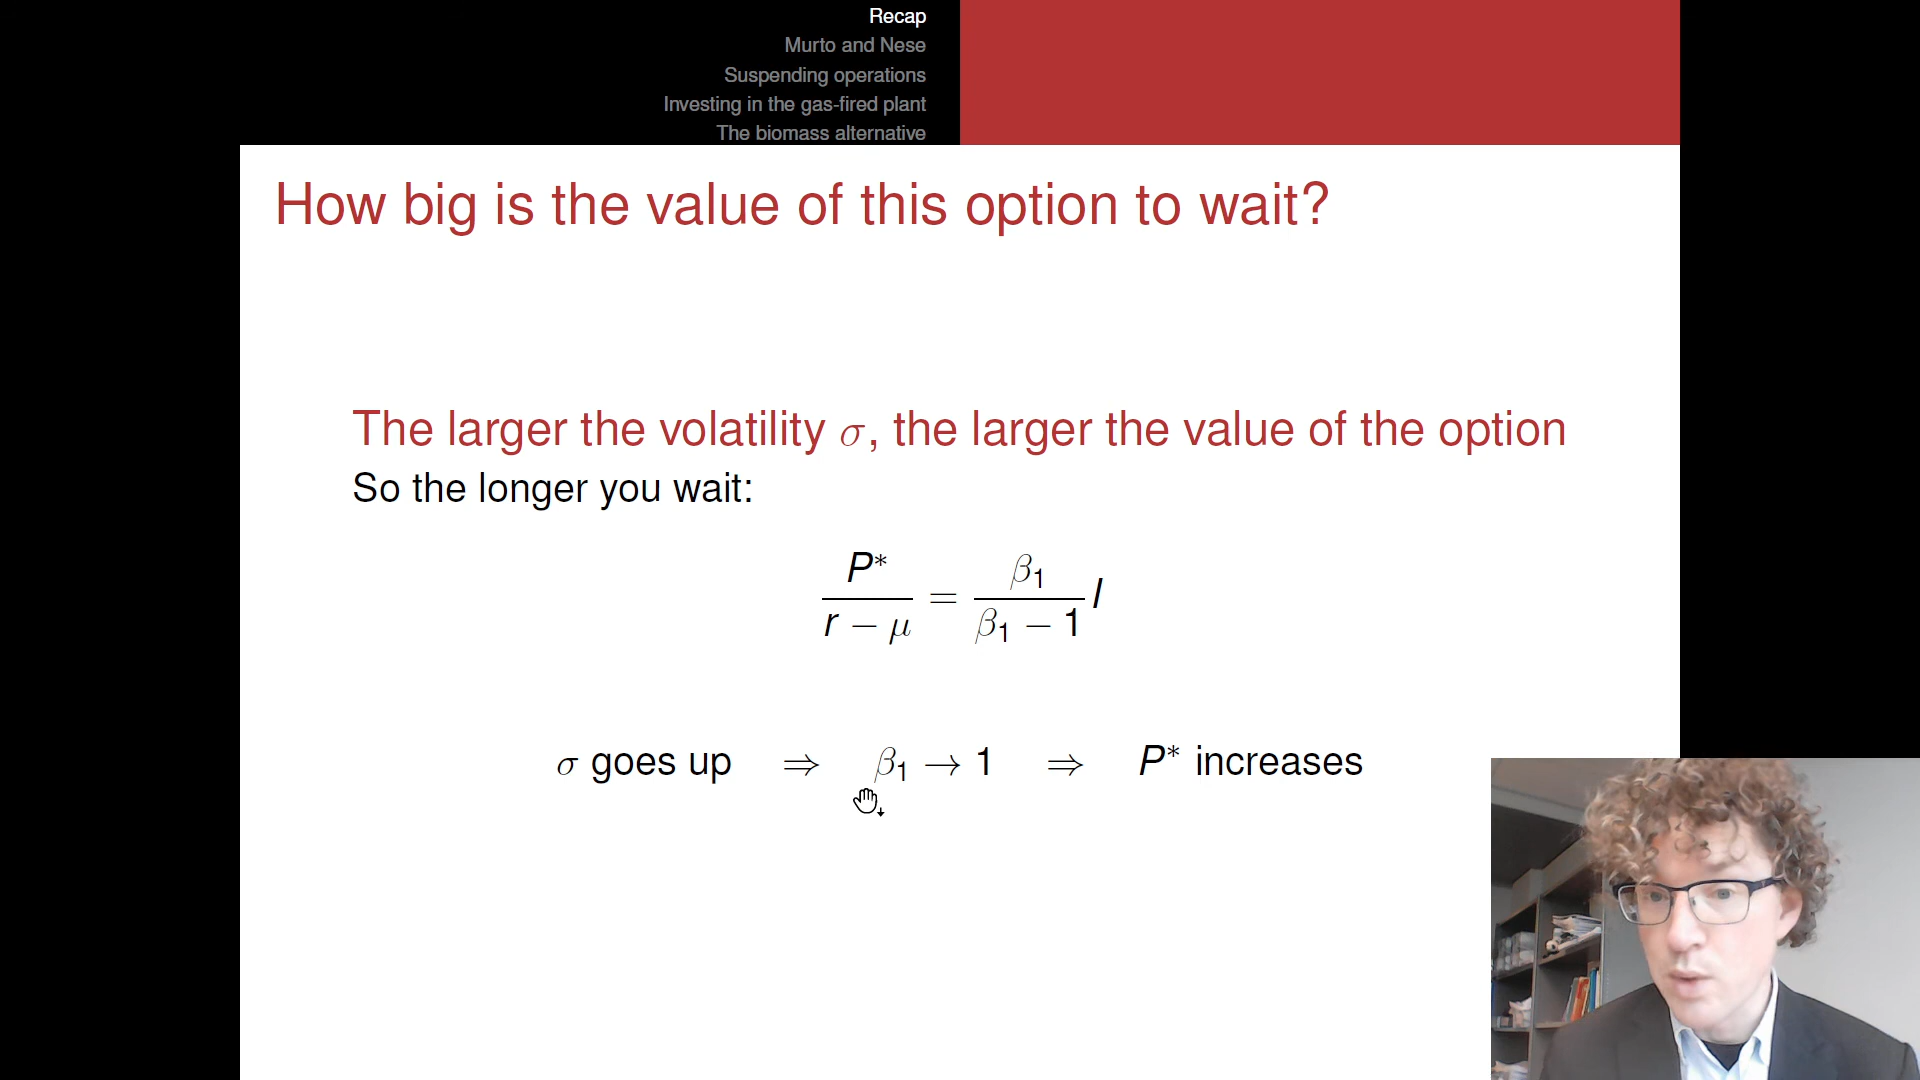 Recap
Murto and Nese
Suspending operations
Investing in the gas-fired plant
The biomass alternative
How big is the value of this option to wait?
The larger the volatility σ, the larger the value of the option
So the longer you wait:
P* / (r − μ) = β₁ / (β₁ − 1) I
σ goes up ⇒ β₁ → 1 ⇒ P* increases